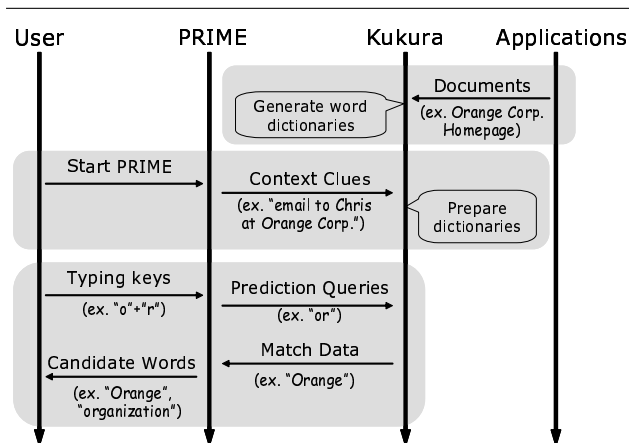 User PRIME Kukura Applications
Documents
(ex. Orange Corp.
Homepage)
Generate word
dictionaries
Start PRIME
Context Clues
(ex. “email to Chris
at Orange Corp.”)
Prepare
dictionaries
Typing keys
(ex. “o”+“r”)
Prediction Queries
(ex. “or”)
Match Data
(ex. “Orange”)
Candidate Words
(ex. “Orange”,
“organization”)